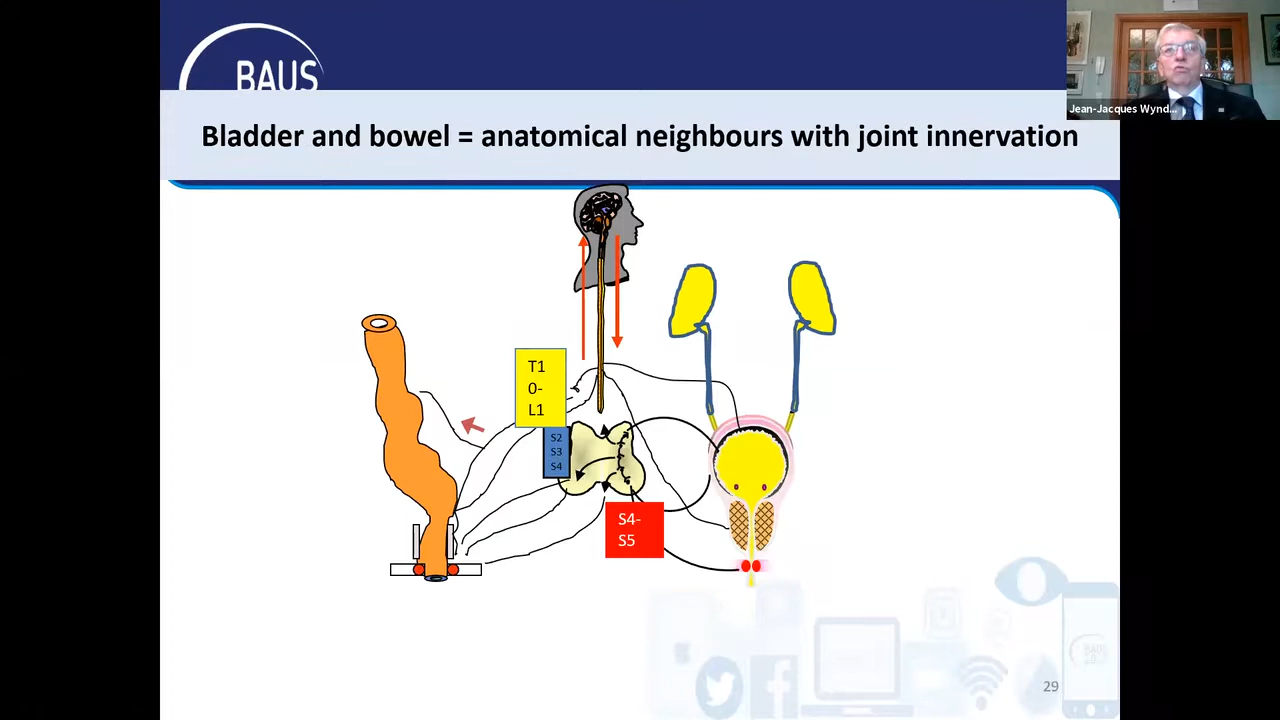 BAUS
Jean-Jacques Wynd...
Bladder and bowel = anatomical neighbours with joint innervation
T1
0-
L1
S2
S3
S4
S4-
S5
BAUS
29